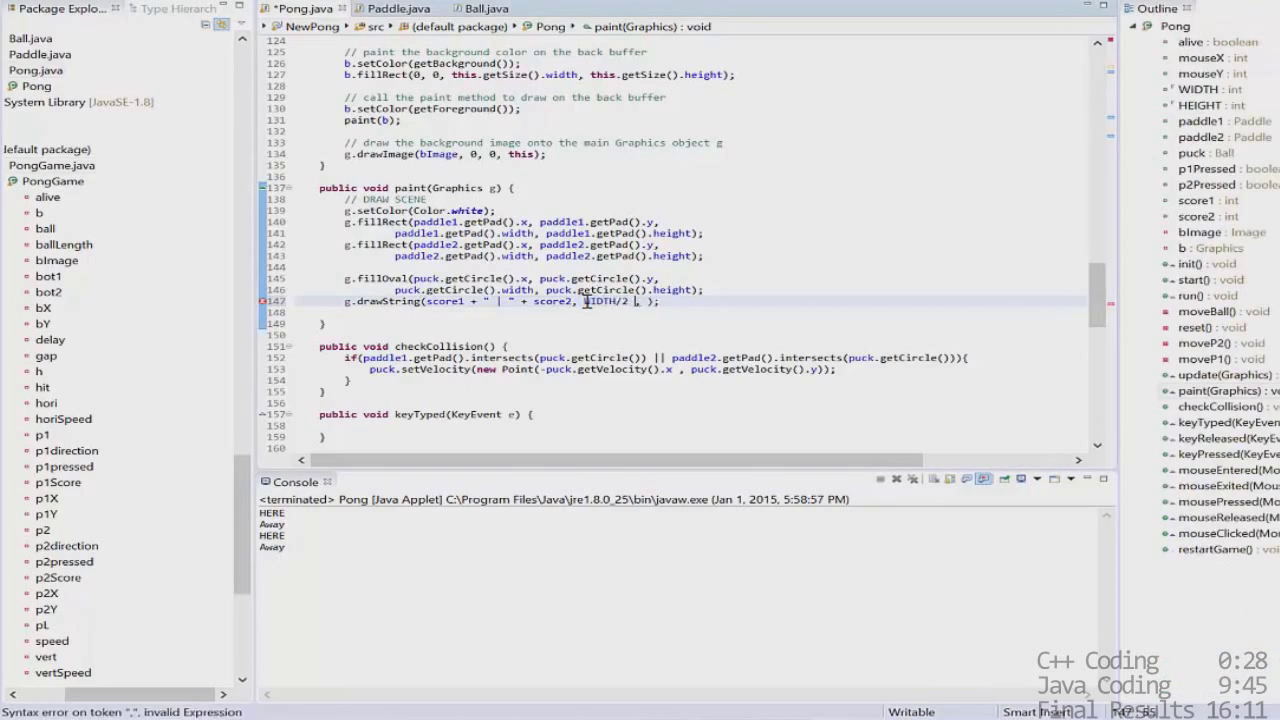 Package Explo...
Type Hierarch
Ball.java
Paddle.java
Pong.java
Pong
System Library [JavaSE-1.8]
default package)
PongGame.java
PongGame
alive
b
ball
ballLength
bImage
bot1
bot2
bX
bY
delay
gap
h
hit
hori
horiSpeed
p1
p1direction
p1pressed
p1Score
p1X
p1Y
p2
p2direction
p2pressed
p2Score
p2X
p2Y
pL
speed
vert
vertSpeed
*Pong.java
Paddle.java
Ball.java
NewPong
src
(default package)
Pong
paint(Graphics) : void
124
125 // paint the background color on the back buffer
126 b.setColor(getBackground());
127 b.fillRect(0, 0, this.getSize().width, this.getSize().height);
128
129 // call the paint method to draw on the back buffer
130 b.setColor(getForeground());
131 paint(b);
132
133 // draw the background image onto the main Graphics object g
134 g.drawImage(bImage, 0, 0, this);
135 }
136
137 public void paint(Graphics g) {
138 // DRAW SCENE
139 g.setColor(Color.white);
140 g.fillRect(paddle1.getPad().x, paddle1.getPad().y,
141 paddle1.getPad().width, paddle1.getPad().height);
142 g.fillRect(paddle2.getPad().x, paddle2.getPad().y,
143 paddle2.getPad().width, paddle2.getPad().height);
144
145 g.fillOval(puck.getCircle().x, puck.getCircle().y,
146 puck.getCircle().width, puck.getCircle().height);
147 g.drawString(score1 + " | " + score2, WIDTH/2 , );
148
149 }
150
151 public void checkCollision() {
152 if(paddle1.getPad().intersects(puck.getCircle()) || paddle2.getPad().intersects(puck.getCircle())){
153 puck.setVelocity(new Point(-puck.getVelocity().x , puck.getVelocity().y));
154 }
155 }
156
157 public void keyTyped(KeyEvent e) {
158
159 }
160
Console
<terminated> Pong [Java Applet] C:\Program Files\Java\jre1.8.0_25\bin\javaw.exe (Jan 1, 2015, 5:58:57 PM)
HERE
Away
HERE
Away
Outline
Pong
alive : boolean
mouseX : int
mouseY : int
WIDTH : int
HEIGHT : int
paddle1 : Paddle
paddle2 : Paddle
puck : Ball
p1Pressed : boolean
p2Pressed : boolean
score1 : int
score2 : int
bImage : Image
b : Graphics
init() : void
start() : void
run() : void
moveBall() : void
reset() : void
moveP2() : void
moveP1() : void
update(Graphics) :
paint(Graphics) : vo
checkCollision() : vo
keyTyped(KeyEvent
keyReleased(KeyEve
keyPressed(KeyEve
mouseEntered(Mou
mouseExited(Mous
mousePressed(Mou
mouseReleased(Mo
mouseClicked(Mou
restartGame() : void
C++ Coding 0:28
Java Coding 9:45
Final Results 16:11
Syntax error on token ",", invalid Expression
Writable
Smart Insert